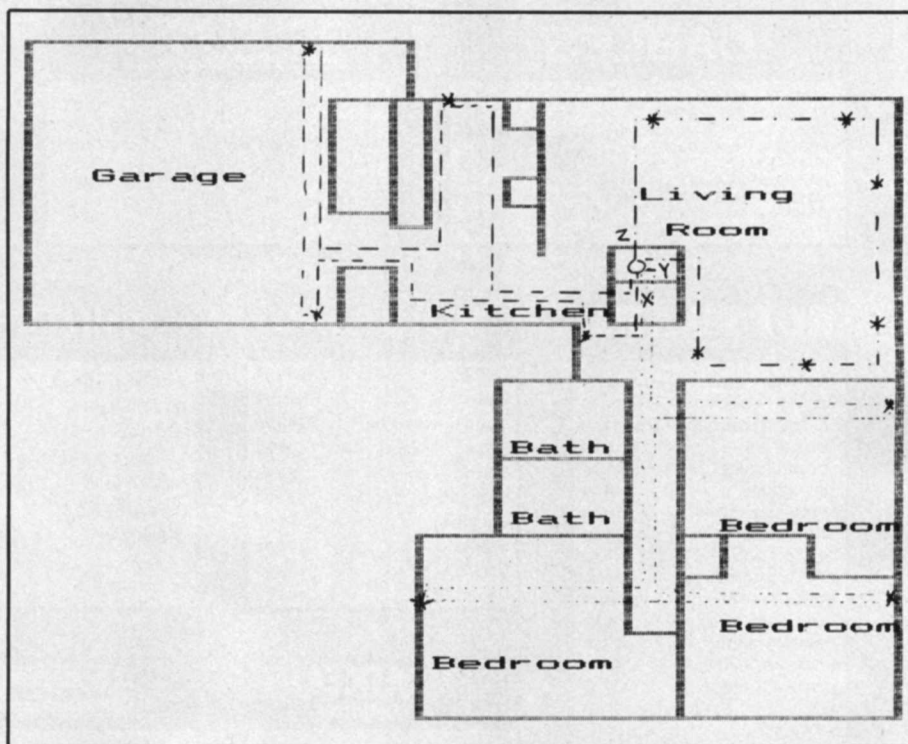 Garage
Living
Room
Z
Y
Kitchen
Bath
Bath
Bedroom
Bedroom
Bedroom